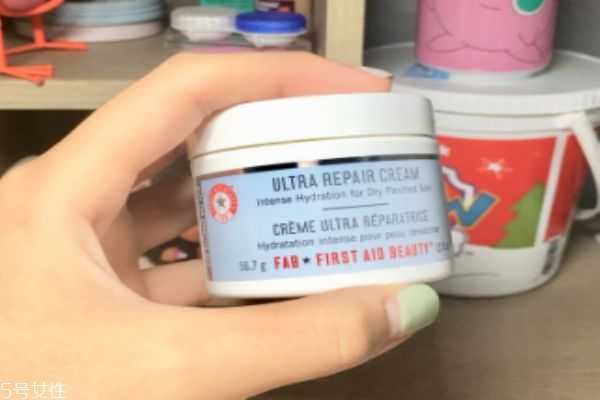 ULTRA REPAIR CREAM
Intense Hydration for Dry Parched Skin
CRÈME ULTRA RÉPARATRICE
Hydratation intense pour peau
56.7 g FAB ★ FIRST AID BEAUTY
5号女性